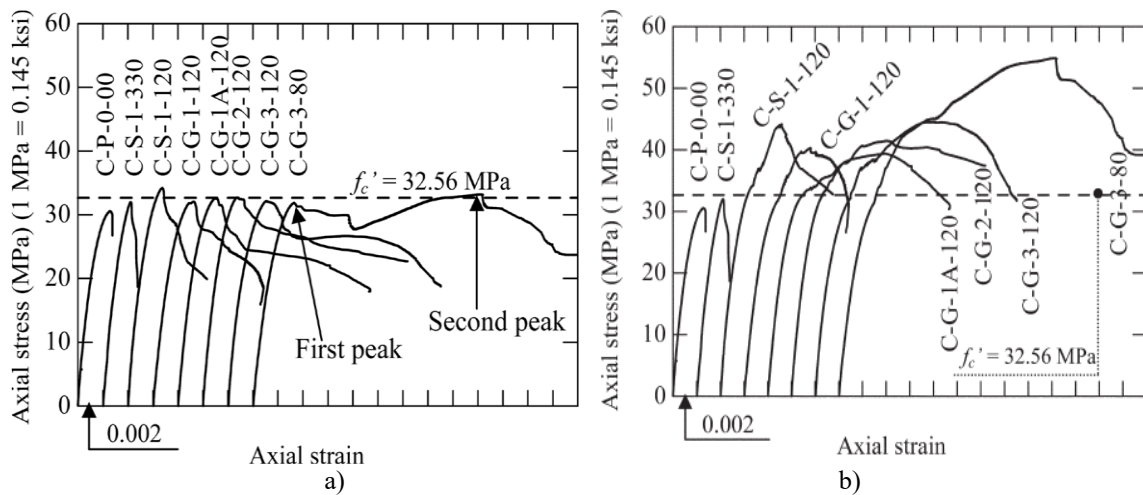 Axial stress (MPa) (1 MPa = 0.145 ksi)
60
50
40
30
20
10
0
C-P-0-00
C-S-1-330
C-S-1-120
C-G-1-120
C-G-1A-120
C-G-2-120
C-G-3-120
C-G-3-80
fc’ = 32.56 MPa
First peak
Second peak
0.002
Axial strain
a)
Axial stress (MPa) (1 MPa = 0.145 ksi)
60
50
40
30
20
10
0
C-P-0-00
C-S-1-330
C-S-1-120
C-G-1-120
C-G-1A-120
C-G-2-120
C-G-3-120
C-G-3-80
fc’ = 32.56 MPa
0.002
Axial strain
b)